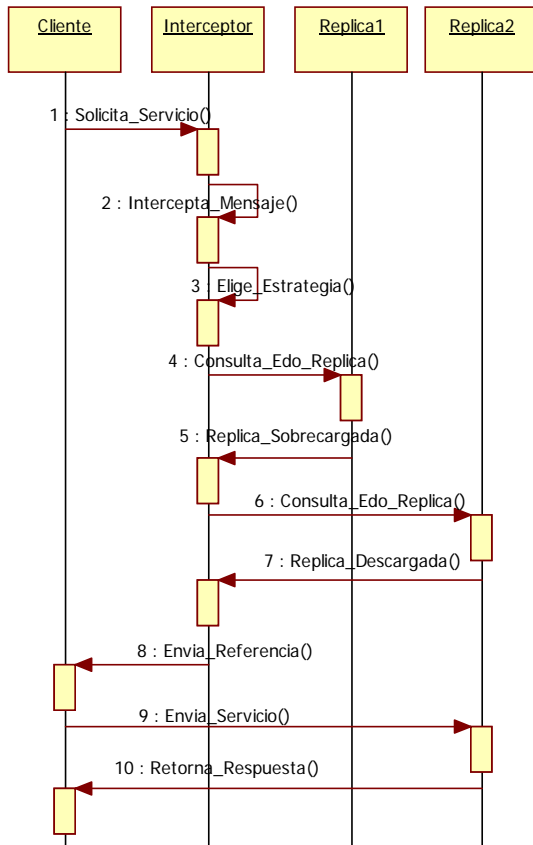 Cliente
Interceptor
Replica1
Replica2
1 : Solicita_Servicio()
2 : Intercepta_Mensaje()
3 : Elige_Estrategia()
4 : Consulta_Edo_Replica()
5 : Replica_Sobrecargada()
6 : Consulta_Edo_Replica()
7 : Replica_Descargada()
8 : Envia_Referencia()
9 : Envia_Servicio()
10 : Retorna_Respuesta()